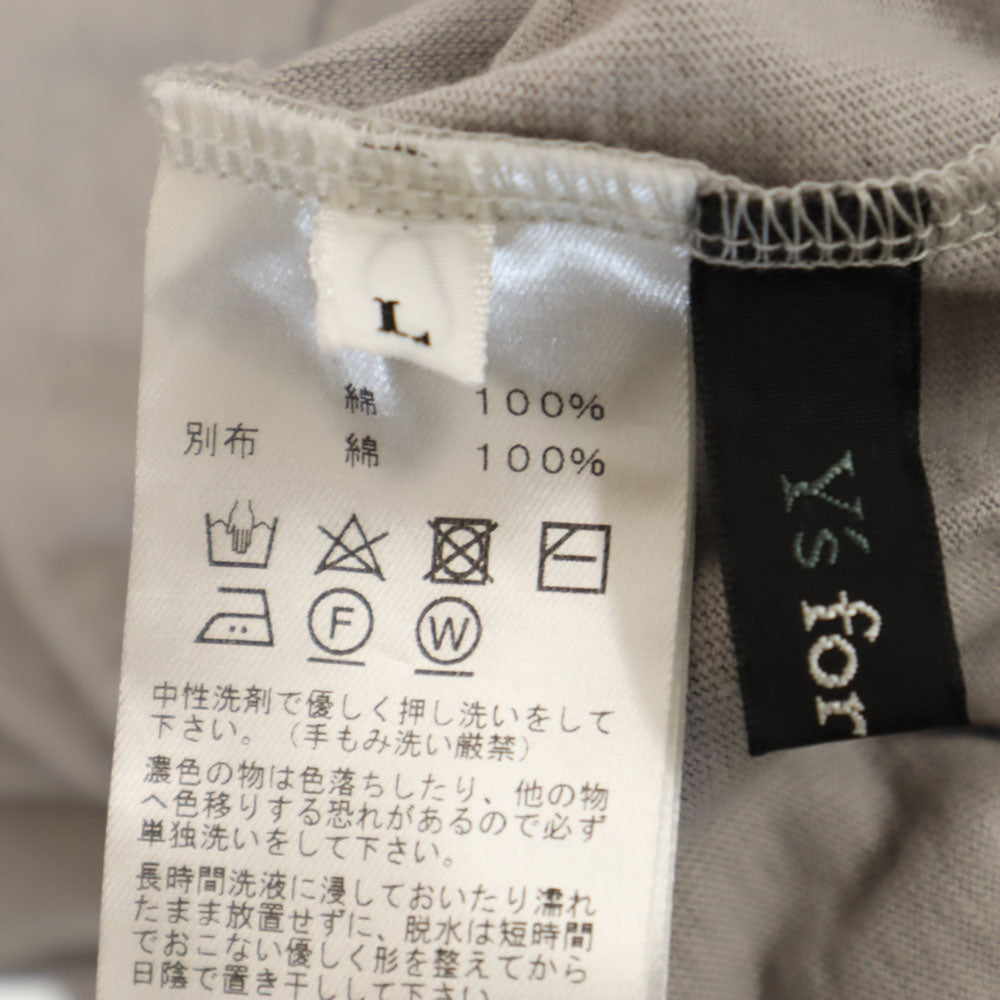 L
綿 100%
別布 綿 100%
F W
中性洗剤で優しく押し洗いをして
下さい。(手もみ洗い厳禁)
濃色の物は色落ちしたり、他の物
へ色移りする恐れがあるので必ず
単独洗いをして下さい。
長時間洗液に浸しておいたり濡れ
たまま放置せずに、脱水は短時間
でおこない優しく形を整えてから
日陰で置き干しして下さい。
Y's for